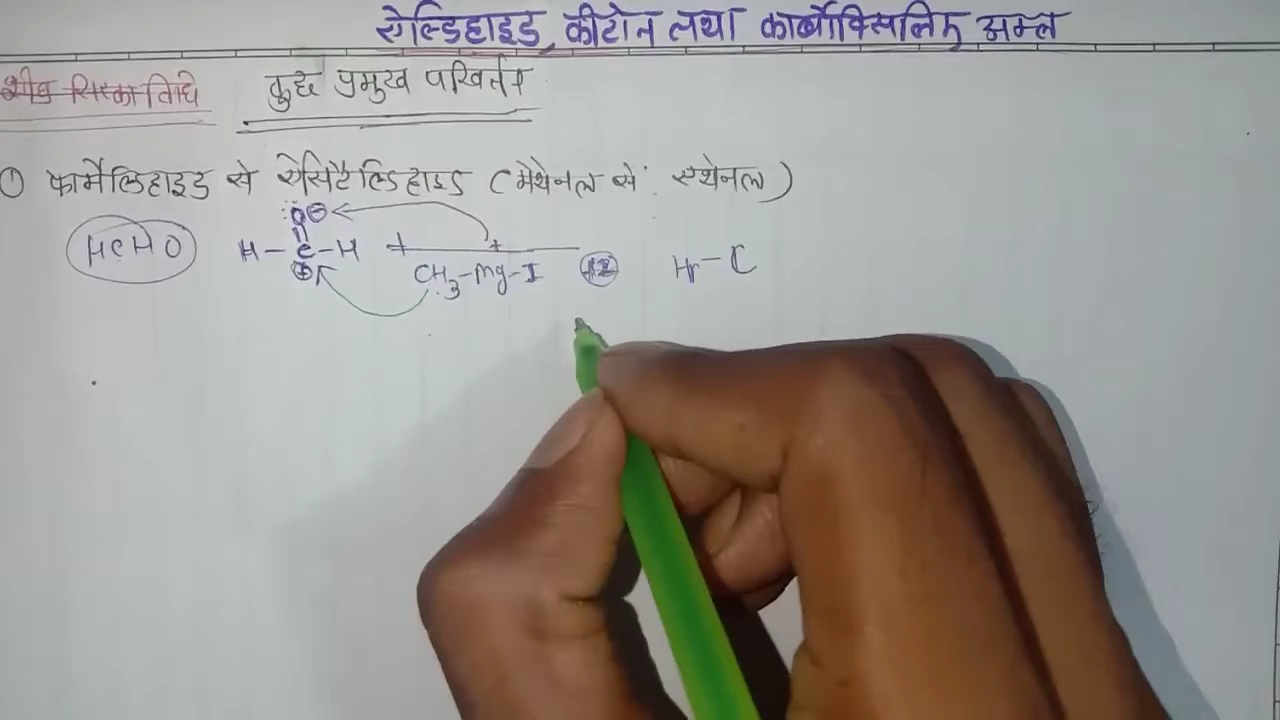 ऐल्डिहाइड, कीटोन तथा कार्बोक्सिलिक अम्ल
कुछ प्रमुख परिवर्तन
① फार्मेल्डिहाइड से ऐसिटैल्डिहाइड (मेथेनल से एथेनल)
:O⊖
HCHO H-C-H + CH3-Mg-I H-C
⊕